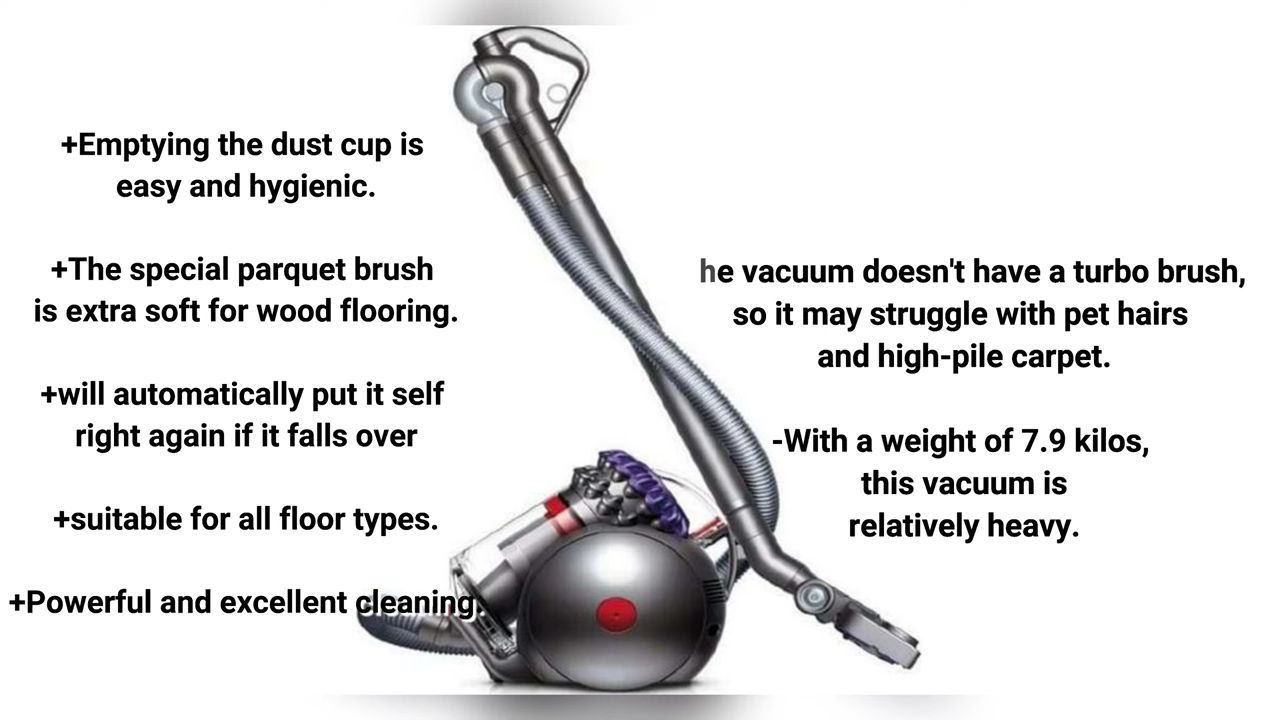 +Emptying the dust cup is
easy and hygienic.
+The special parquet brush
is extra soft for wood flooring.
+will automatically put it self
right again if it falls over
+suitable for all floor types.
+Powerful and excellent cleaning.
he vacuum doesn't have a turbo brush,
so it may struggle with pet hairs
and high-pile carpet.
-With a weight of 7.9 kilos,
this vacuum is
relatively heavy.